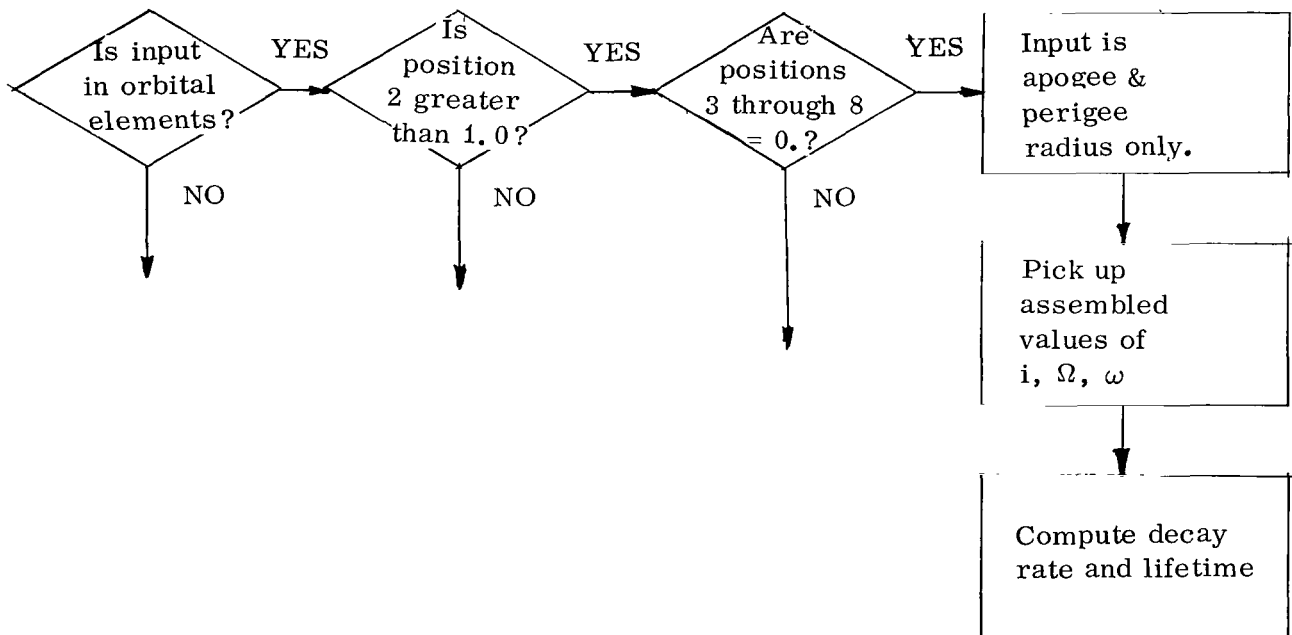 Is input
in orbital
elements?
YES
NO
Is
position
2 greater
than 1.0?
YES
NO
Are
positions
3 through 8
= 0.?
YES
NO
Input is
apogee &
perigee
radius only.
Pick up
assembled
values of
i, Ω, ω
Compute decay
rate and lifetime